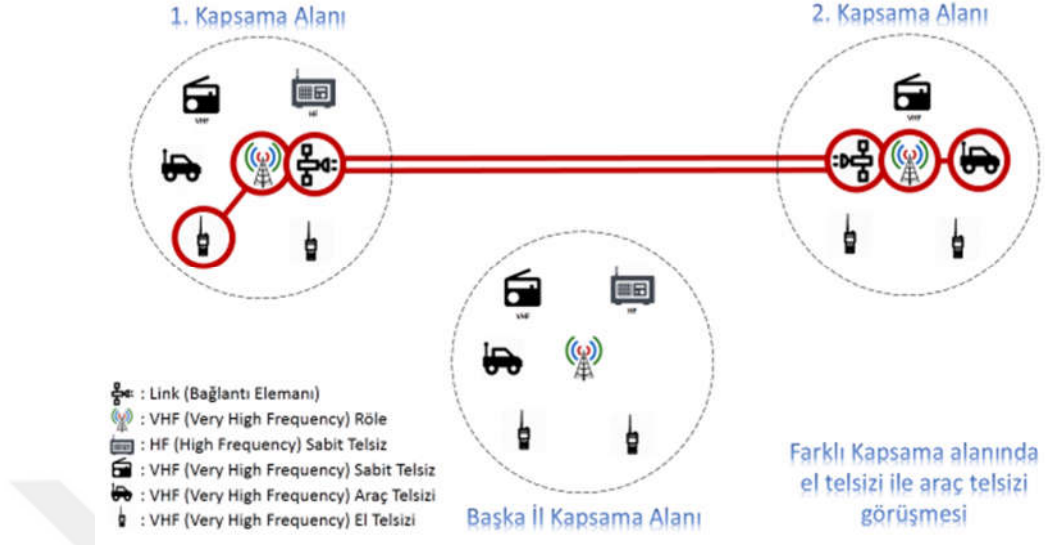 1. Kapsama Alanı
2. Kapsama Alanı
VHF
HF
VHF
VHF
HF
: Link (Bağlantı Elemanı)
: VHF (Very High Frequency) Röle
: HF (High Frequency) Sabit Telsiz
: VHF (Very High Frequency) Sabit Telsiz
: VHF (Very High Frequency) Araç Telsizi
: VHF (Very High Frequency) El Telsizi
Başka İl Kapsama Alanı
Farklı Kapsama alanında
el telsizi ile araç telsizi
görüşmesi